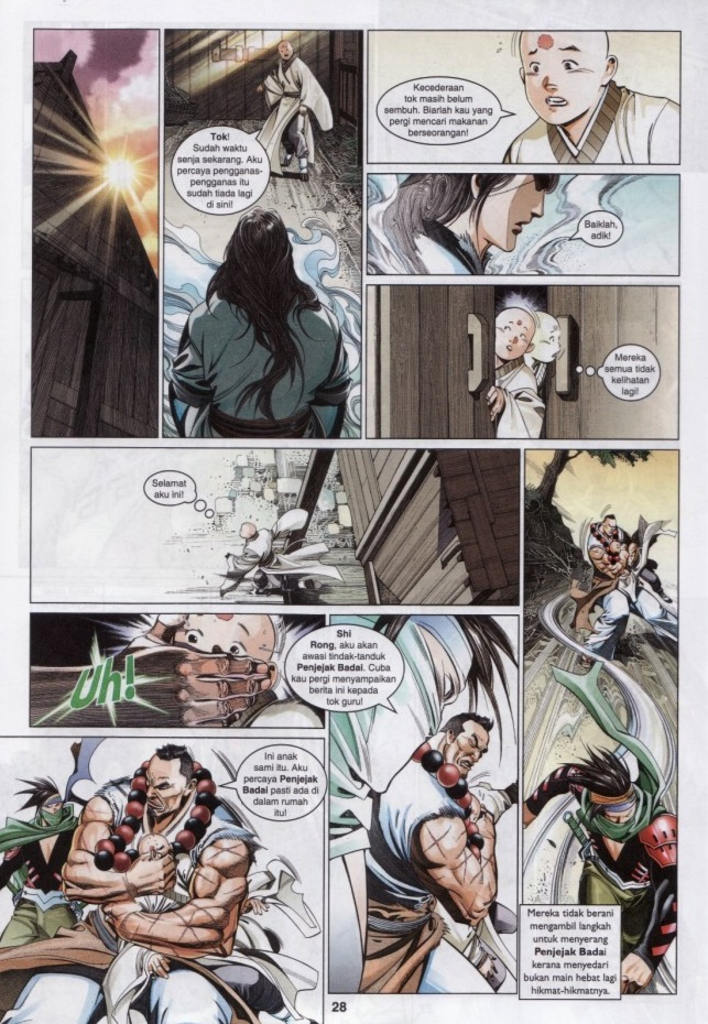 Tok!
Sudah waktu
senja sekarang. Aku
percaya pengganas-
pengganas itu
sudah tiada lagi
di sini!
Kecederaan
tok masih belum
sembuh. Biarlah kau yang
pergi mencari makanan
berseorangan!
Baiklah,
adik!
Mereka
semua tidak
kelihatan
lagi!
Selamat
aku ini!
Uh!
Shi
Rong, aku akan
awasi tindak-tanduk
Penjejak Badai. Cuba
kau pergi menyampaikan
berita ini kepada
tok guru!
Ini anak
sami itu. Aku
percaya Penjejak
Badai pasti ada di
dalam rumah
itu!
Mereka tidak berani
mengambil langkah
untuk menyerang
Penjejak Badai
kerana menyedari
bukan main hebat lagi
hikmat-hikmatnya.
28